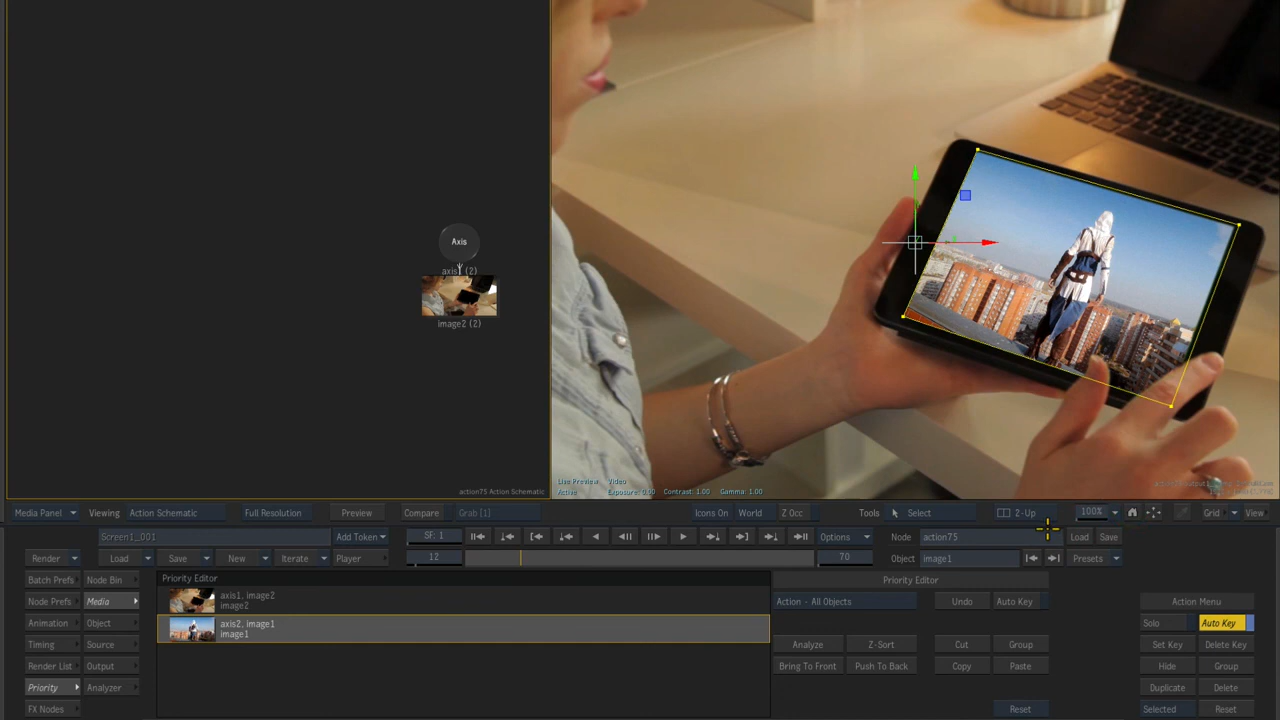 Axis
axis1 (2)
image2 (2)
action75 Action Schematic
Live Preview Video
Active Exposure: 0.00 Contrast: 1.00 Gamma: 1.00
Media Panel Viewing Action Schematic Full Resolution Preview Compare Grab [1] Icons On World Z Occ Tools Select 2-Up 100% Grid View
Screen1_001 Add Token SF: 1 Options Node action75 Load Save
Render Load Save New Iterate Player 12 70 Object image1 Presets
Batch Prefs Node Bin Priority Editor Priority Editor
Node Prefs Media axis1, image2 Action - All Objects Undo Auto Key Action Menu
image2
Animation Object axis2, image1 Solo Auto Key
image1
Timing Source Analyze Z-Sort Cut Group Set Key Delete Key
Render List Output Bring To Front Push To Back Copy Paste Hide Group
Priority Analyzer Duplicate Delete
FX Nodes Reset Selected Reset